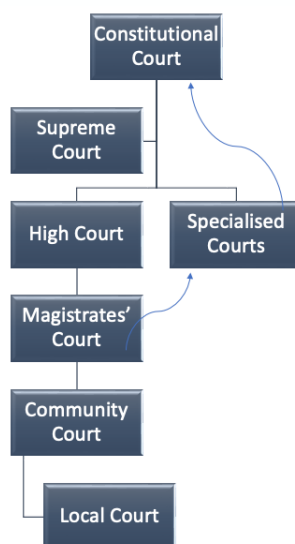 Constitutional
Court
Supreme
Court
High Court
Specialised
Courts
Magistrates’
Court
Community
Court
Local Court